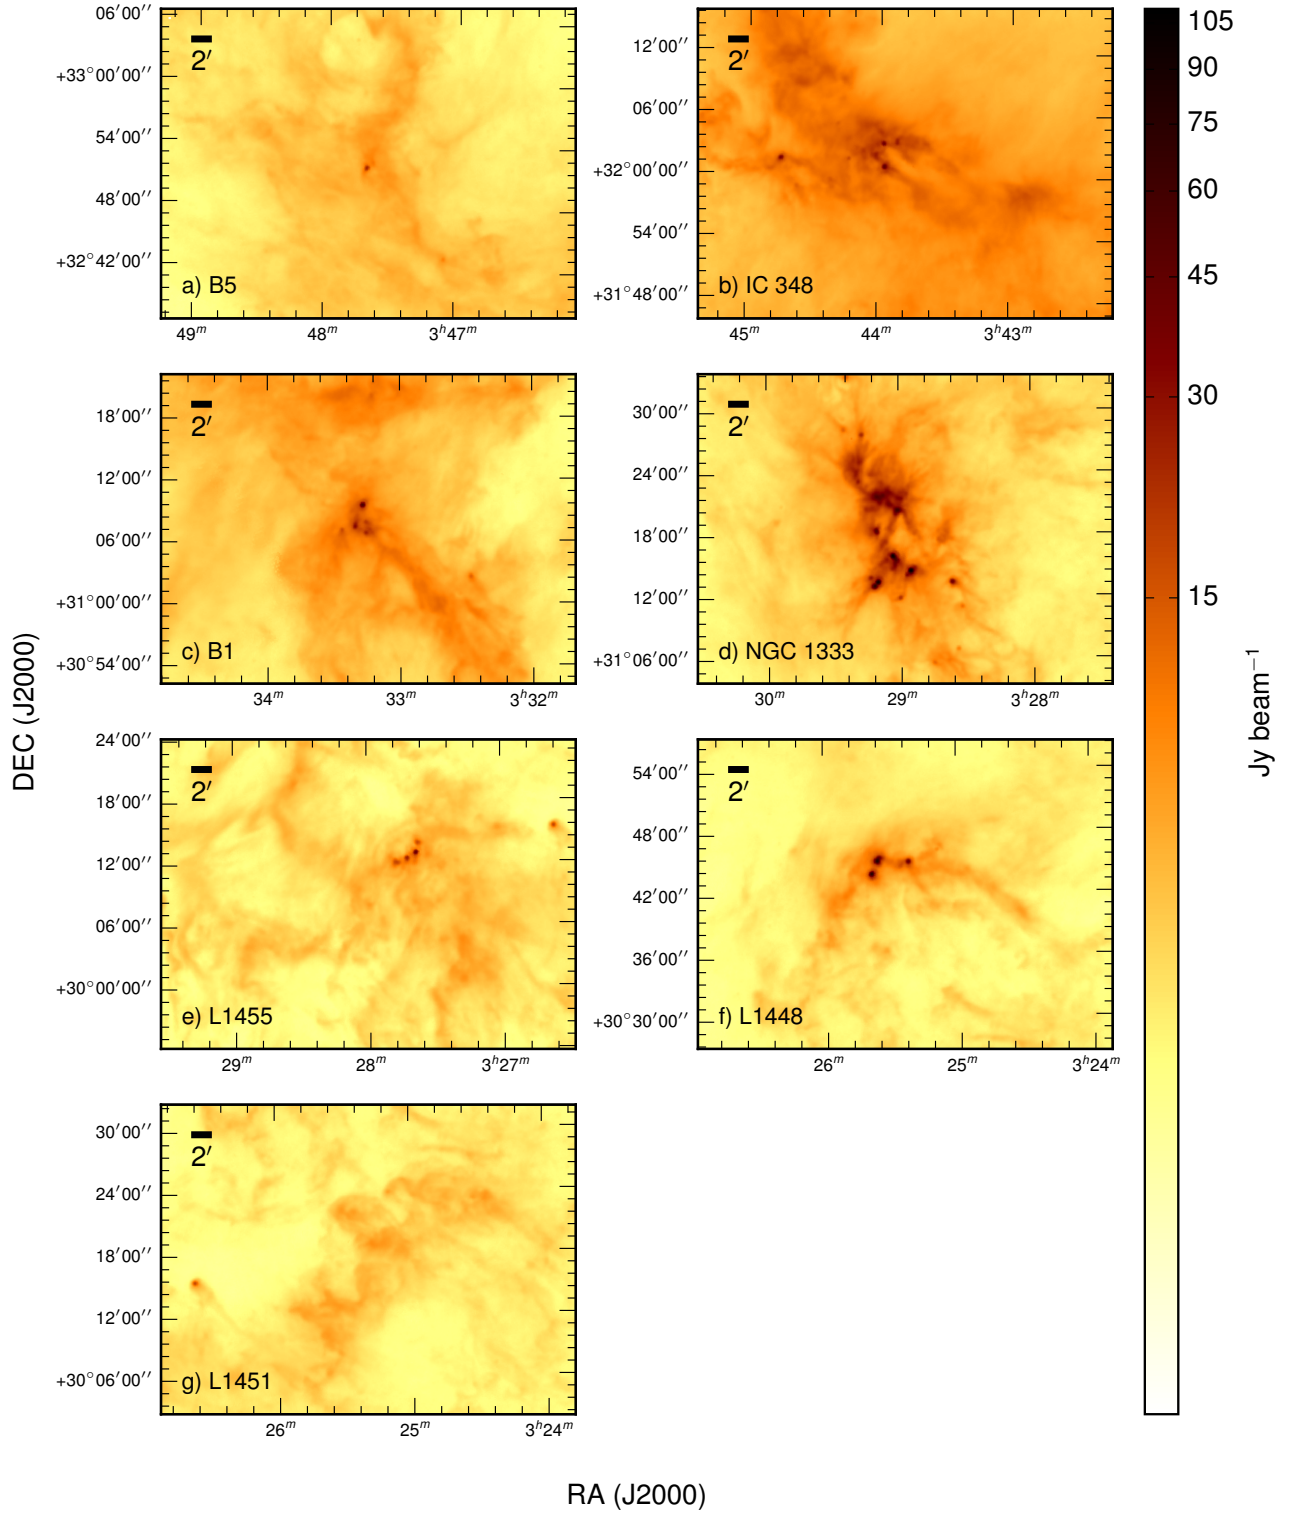 06′00′′
+33°00′00′′
54′00′′
48′00′′
+32°42′00′′
2′
a) B5
49ᵐ 48ᵐ 3ʰ47ᵐ
12′00′′
06′00′′
+32°00′00′′
54′00′′
+31°48′00′′
2′
b) IC 348
45ᵐ 44ᵐ 3ʰ43ᵐ
18′00′′
12′00′′
06′00′′
+31°00′00′′
+30°54′00′′
2′
c) B1
34ᵐ 33ᵐ 3ʰ32ᵐ
30′00′′
24′00′′
18′00′′
12′00′′
+31°06′00′′
2′
d) NGC 1333
30ᵐ 29ᵐ 3ʰ28ᵐ
24′00′′
18′00′′
12′00′′
06′00′′
+30°00′00′′
2′
e) L1455
29ᵐ 28ᵐ 3ʰ27ᵐ
54′00′′
48′00′′
42′00′′
36′00′′
+30°30′00′′
2′
f) L1448
26ᵐ 25ᵐ 3ʰ24ᵐ
30′00′′
24′00′′
18′00′′
12′00′′
+30°06′00′′
2′
g) L1451
26ᵐ 25ᵐ 3ʰ24ᵐ
DEC (J2000)
RA (J2000)
105
90
75
60
45
30
15
Jy beam⁻¹